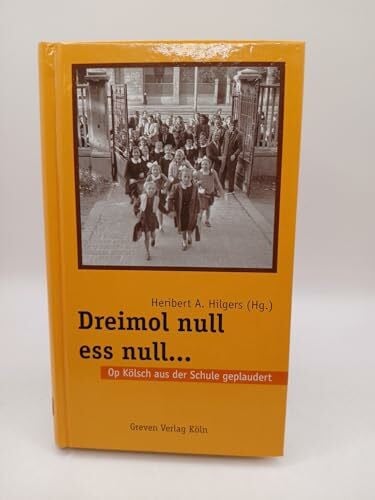 Heribert A. Hilgers (Hg.)
Dreimol null
ess null...
Op Kölsch aus der Schule geplaudert
Greven Verlag Köln